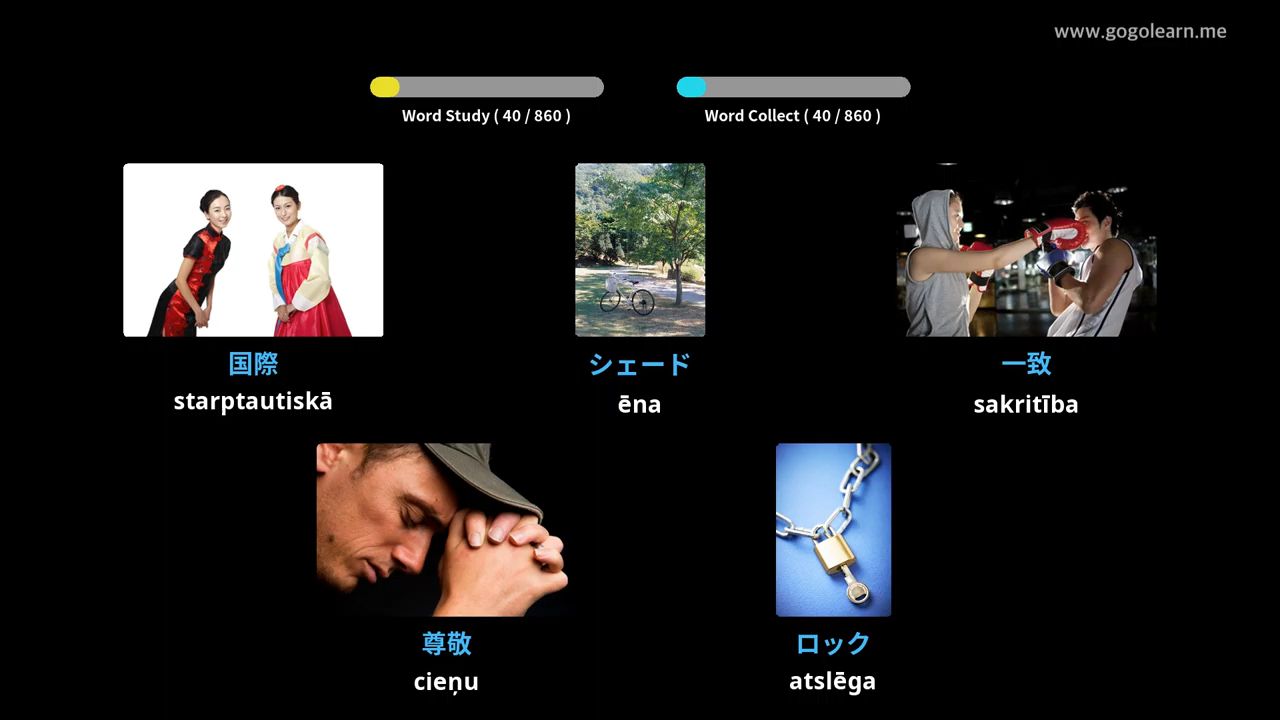 www.gogolearn.me
Word Study ( 40 / 860 )
Word Collect ( 40 / 860 )
国際
starptautiskā
シェード
ēna
一致
sakritība
尊敬
cieņu
ロック
atslēga